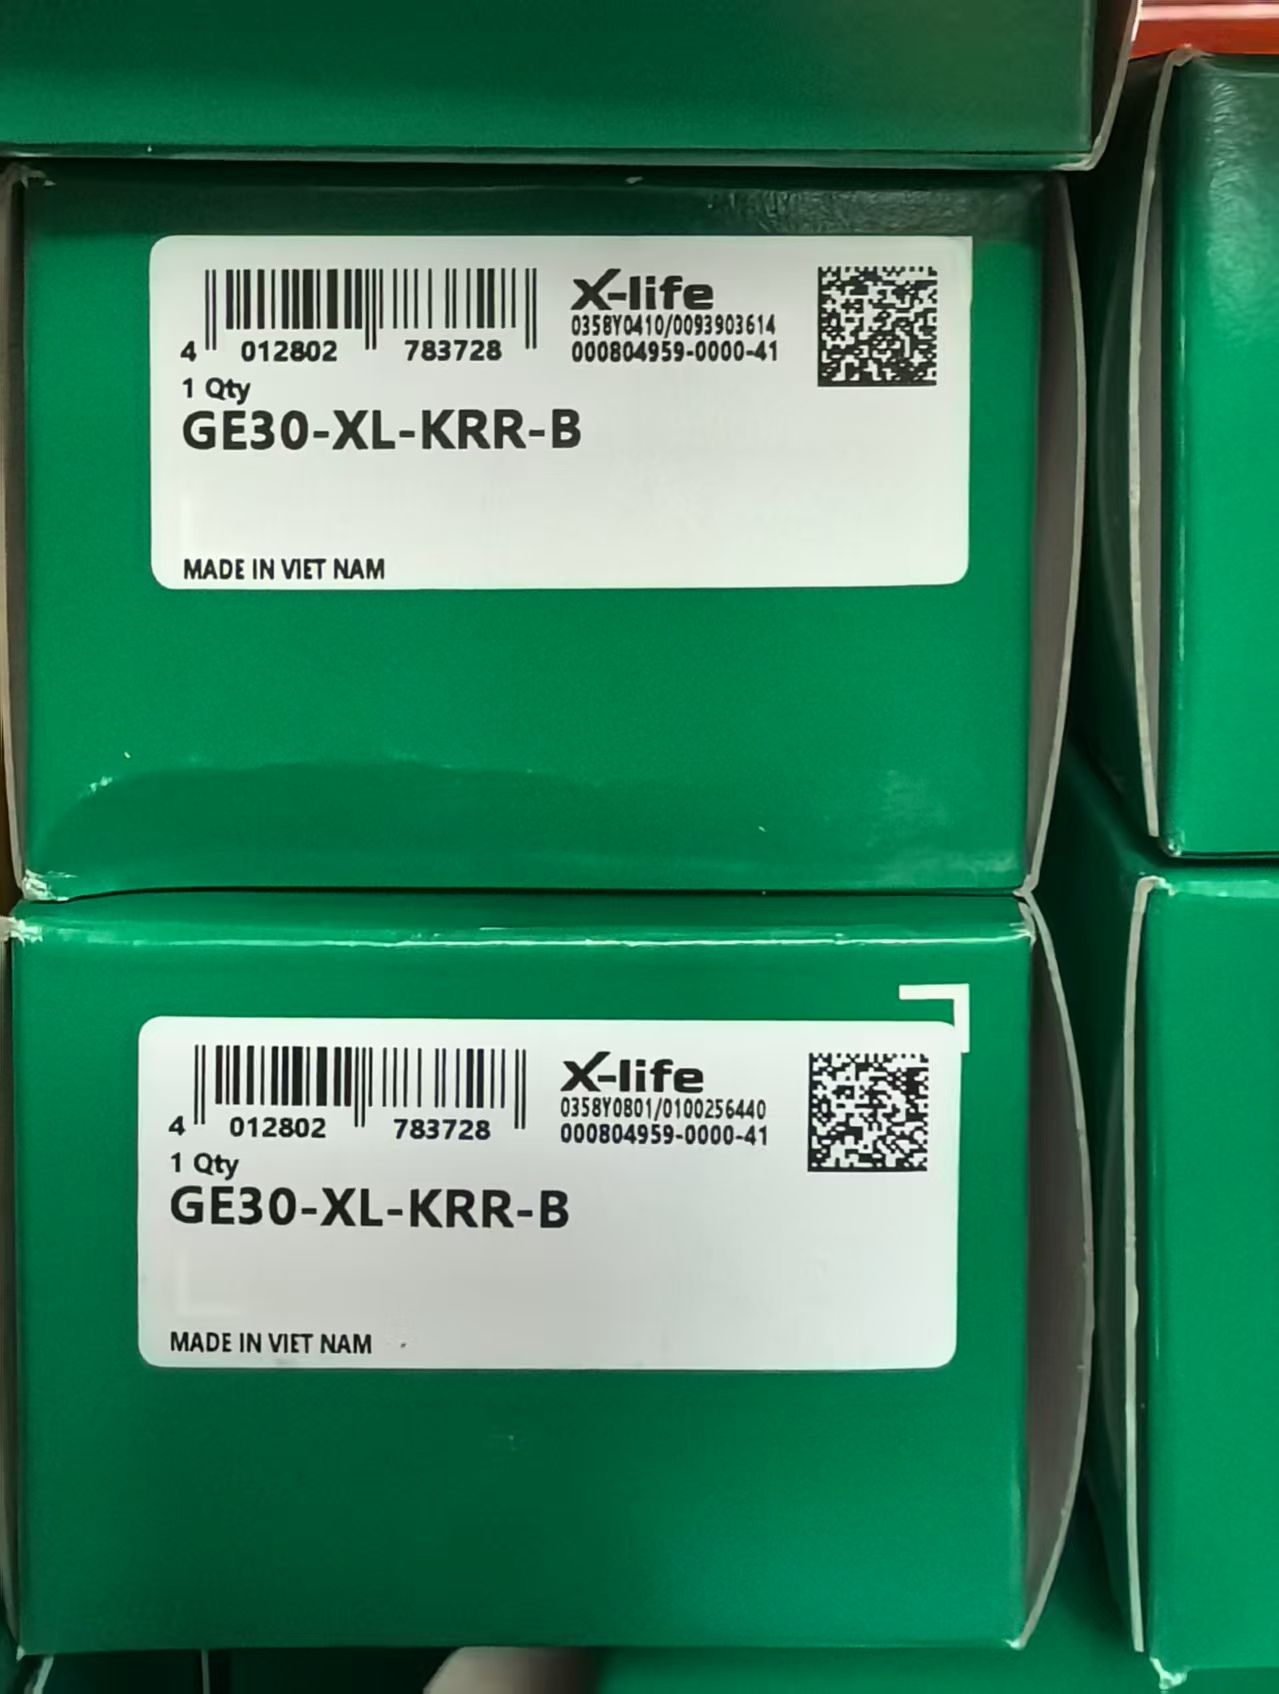 X-life
0358Y0410/0093903614
4 012802 783728
000804959-0000-41
1 Qty
GE30-XL-KRR-B
MADE IN VIET NAM
X-life
0358Y0801/0100256440
4 012802 783728
000804959-0000-41
1 Qty
GE30-XL-KRR-B
MADE IN VIET NAM